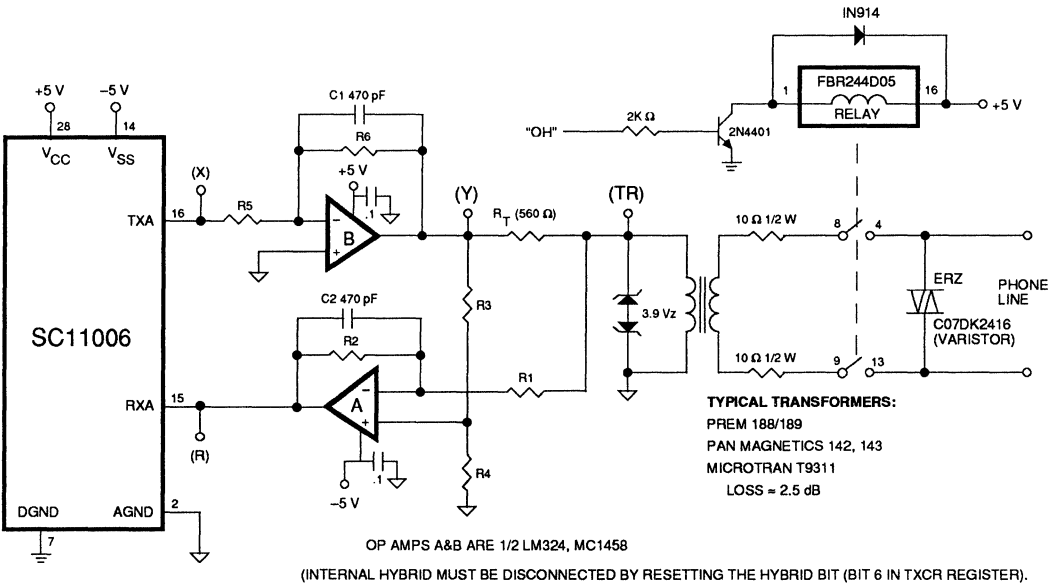 IN914
FBR244D05
1
16
RELAY
+5 V
"OH"
2K Ω
2N4401
+5 V
–5 V
28
14
VCC
VSS
C1 470 pF
R6
+5 V
.1
(X)
TXA
16
R5
–
B
+
(Y)
RT (560 Ω)
(TR)
10 Ω 1/2 W
8
4
C2 470 pF
R2
R3
3.9 Vz
ERZ
C07DK2416
(VARISTOR)
PHONE
LINE
SC11006
10 Ω 1/2 W
9
13
RXA
15
A
–
+
R1
(R)
–5 V
.1
R4
TYPICAL TRANSFORMERS:
PREM 188/189
PAN MAGNETICS 142, 143
MICROTRAN T9311
LOSS ≈ 2.5 dB
DGND
AGND
2
7
OP AMPS A&B ARE 1/2 LM324, MC1458
(INTERNAL HYBRID MUST BE DISCONNECTED BY RESETTING THE HYBRID BIT (BIT 6 IN TXCR REGISTER).